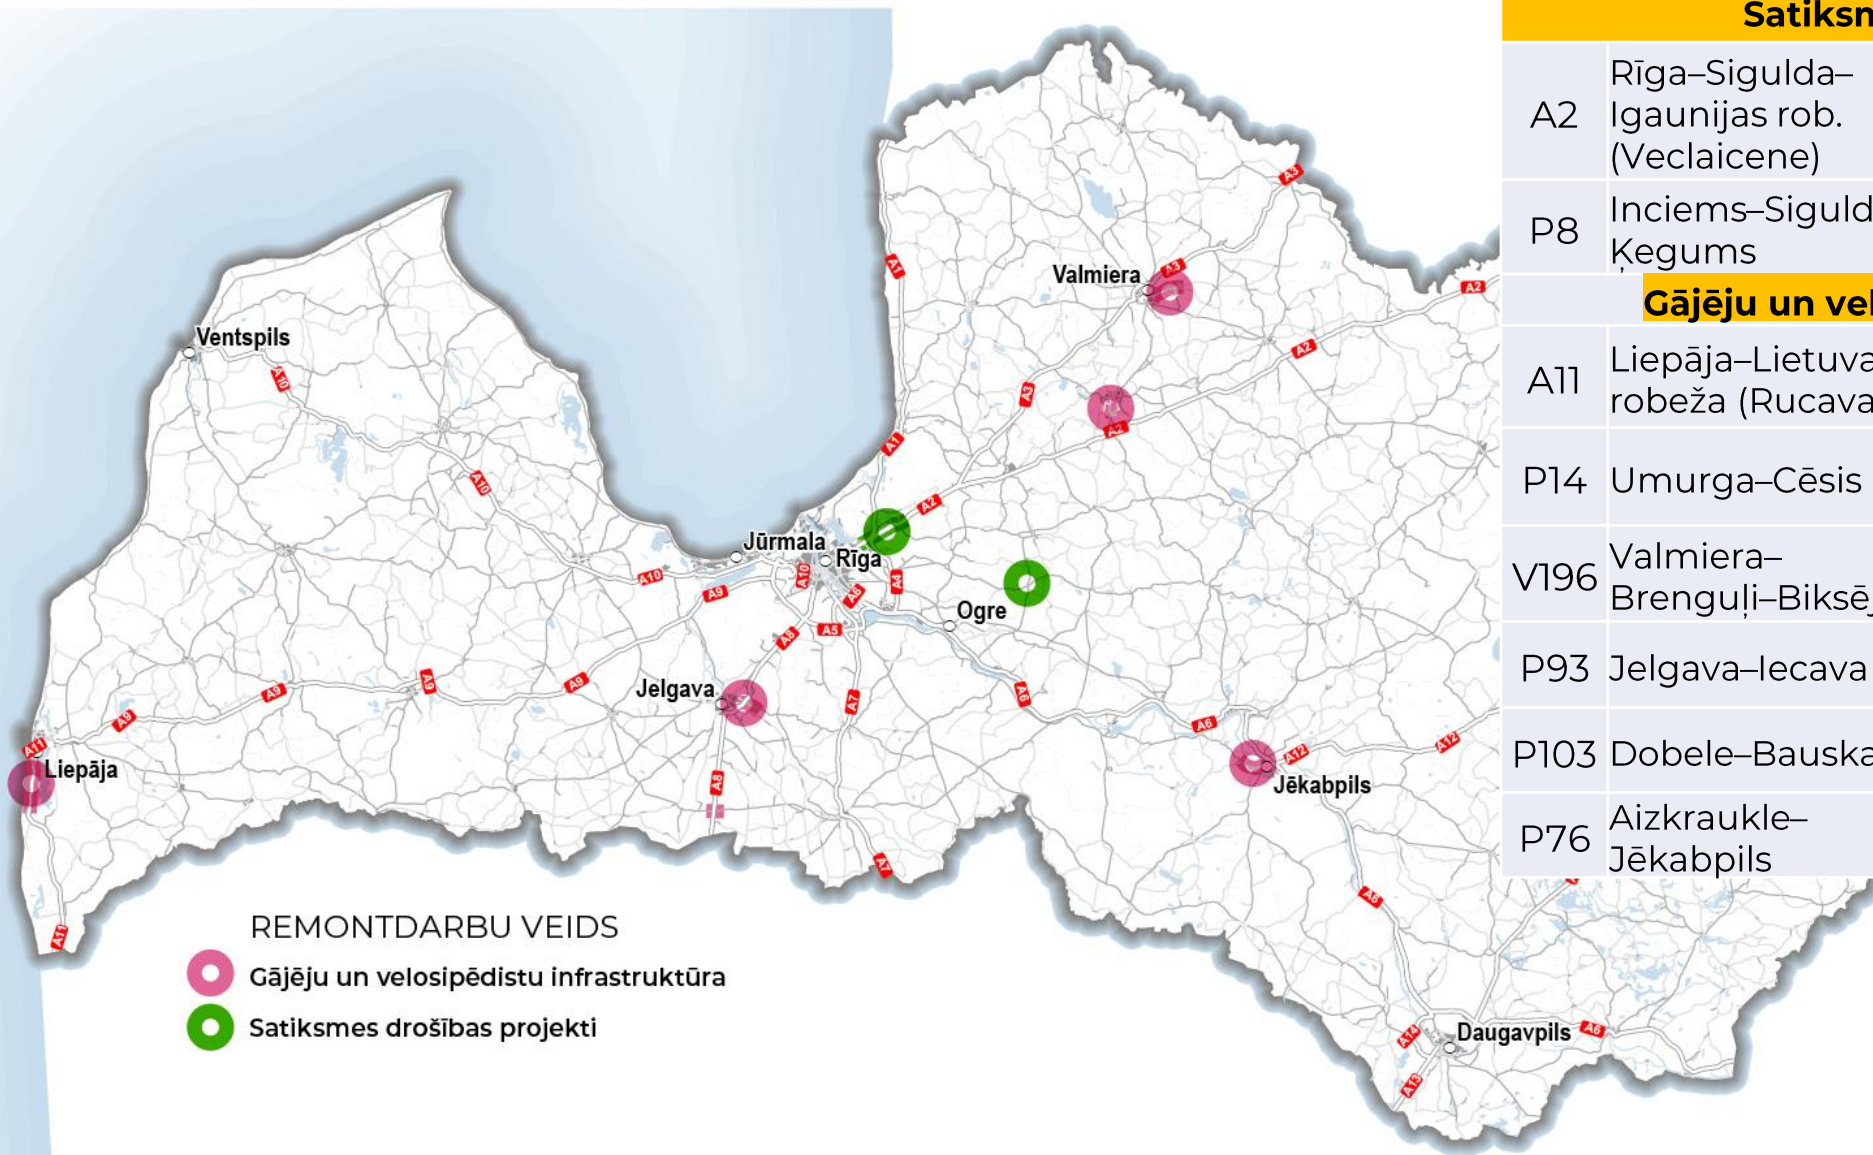 Satiksm
A2
Rīga–Sigulda–
Igaunijas rob.
(Veclaicene)
P8
Inciems–Siguld
Ķegums
Gājēju un vel
A11
Liepāja–Lietuva
robeža (Rucava
P14
Umurga–Cēsis
V196
Valmiera–
Brenguļi–Biksēj
P93
Jelgava–Iecava
P103
Dobele–Bauska
P76
Aizkraukle–
Jēkabpils
A3
A1
Valmiera
A3
A2
Ventspils
A10
A2
A3
A2
A1
A10
A2
Jūrmala
Rīga
A10
A10
A4
A9
A6
Ogre
A5
A8
Jelgava
A9
A9
A9
A7
A6
A9
A6
A12
A12
A11
Liepāja
A8
Jēkabpils
A7
A6
A11
REMONTDARBU VEIDS
Gājēju un velosipēdistu infrastruktūra
Satiksmes drošības projekti
Daugavpils
A6
A14
A13